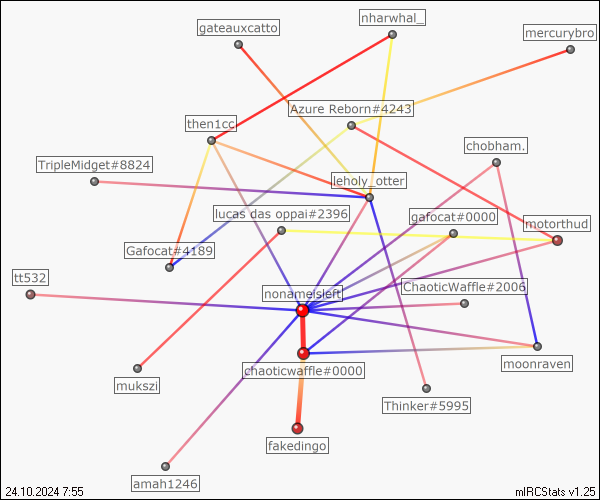 nharwhal_
gateauxcatto
mercurybro
Azure Reborn#4243
then1cc
chobham.
TripleMidget#8824
leholy_otter
lucas das oppai#2396
gafocat#0000
motorthud
Gafocat#4189
tt532
nonameisleft
ChaoticWaffle#2006
chaoticwaffle#0000
moonraven
mukszi
Thinker#5995
fakedingo
amah1246
24.10.2024 7:55
mIRCStats v1.25